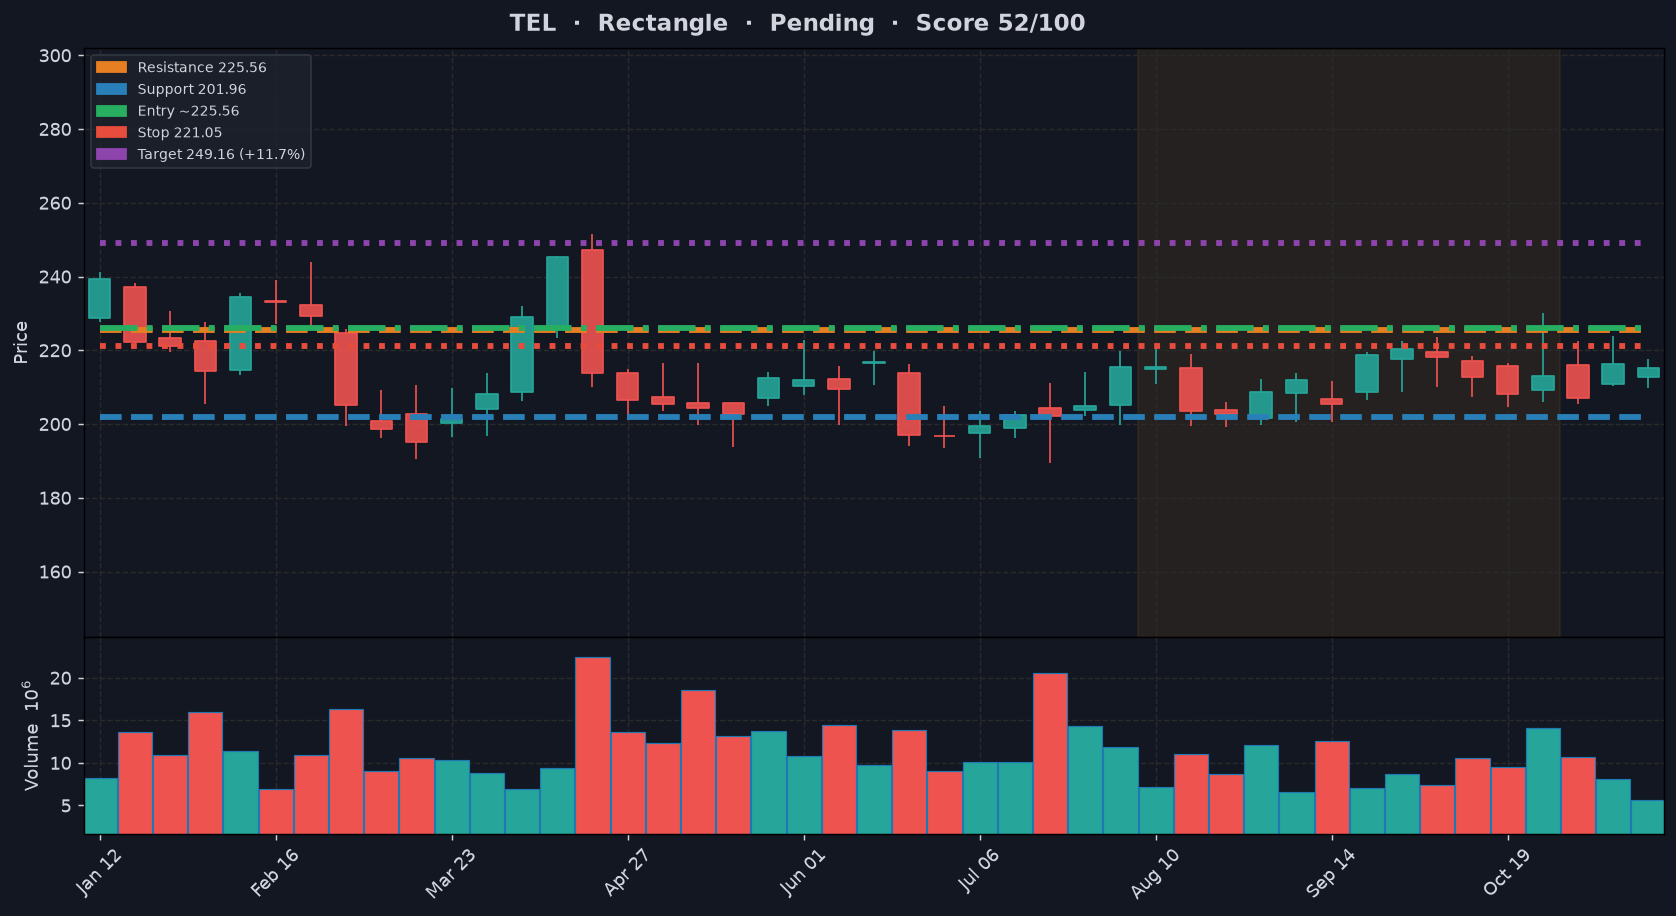 TEL · Rectangle · Pending · Score 52/100
Resistance 225.56
Support 201.96
Entry ~225.56
Stop 221.05
Target 249.16 (+11.7%)
Price
300
280
260
240
220
200
180
160
Volume 10⁶
20
15
10
5
Jan 12
Feb 16
Mar 23
Apr 27
Jun 01
Jul 06
Aug 10
Sep 14
Oct 19